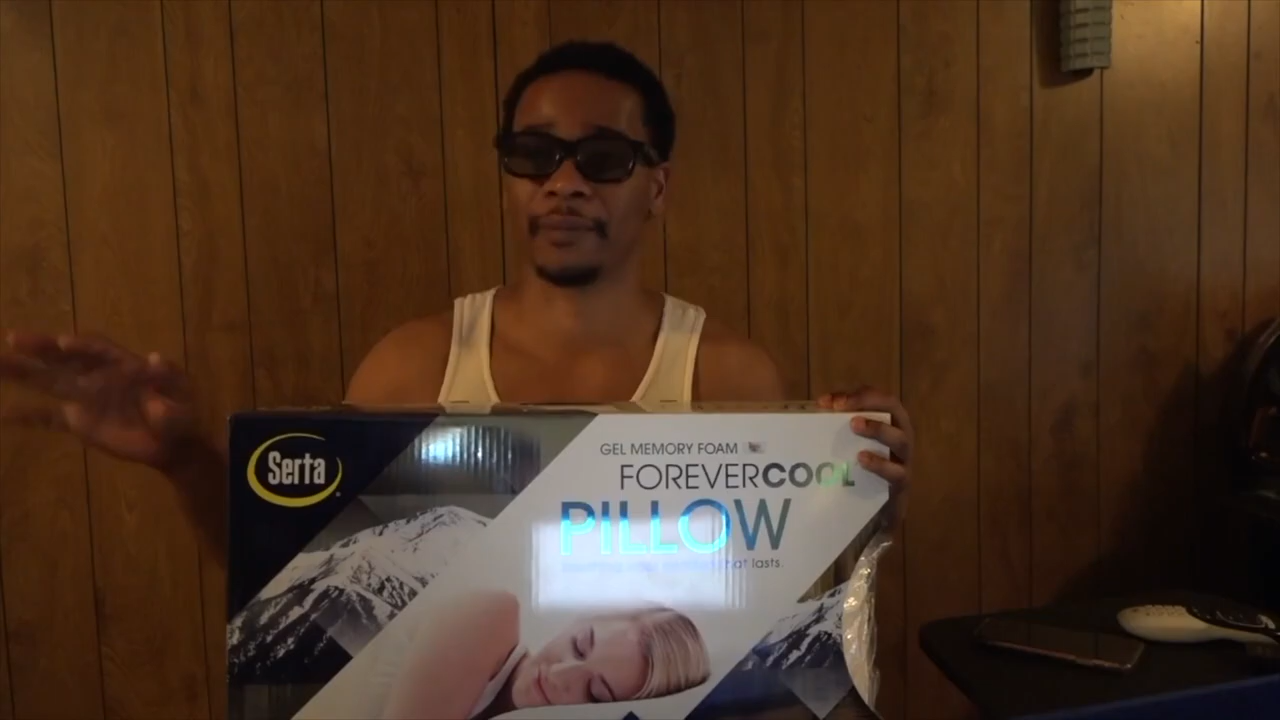 Serta
GEL MEMORY FOAM
FOREVERCOOL
PILLOW
that lasts.